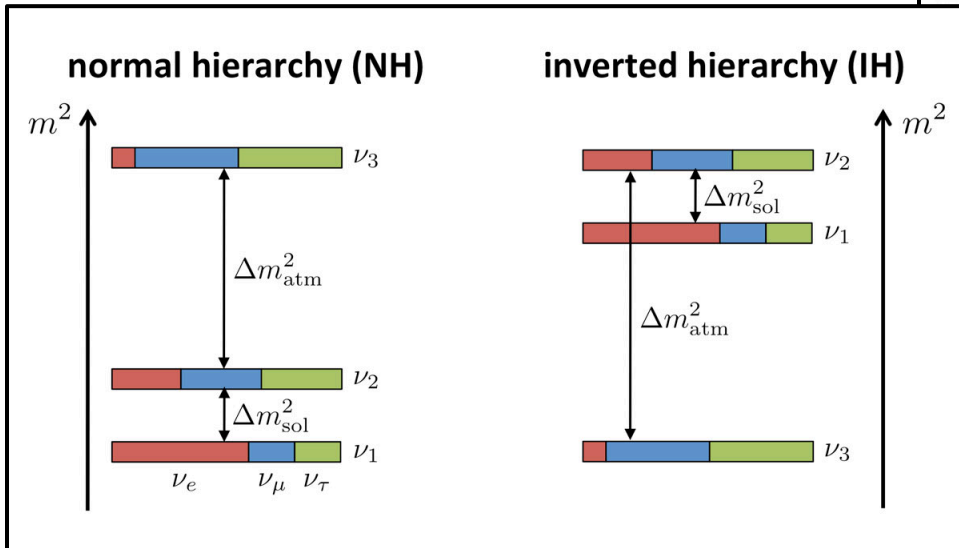 normal hierarchy (NH)
m²
ν₃
Δm²atm
ν₂
Δm²sol
ν₁
νe νμ ντ
inverted hierarchy (IH)
m²
ν₂
Δm²sol
ν₁
Δm²atm
ν₃